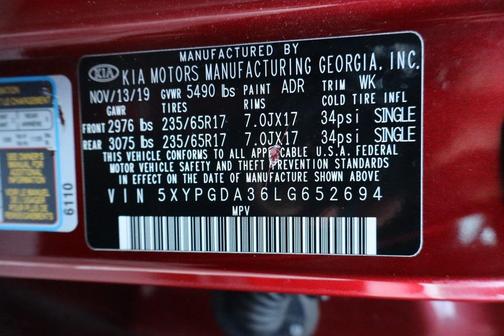 MANUFACTURED BY
KIA KIA MOTORS MANUFACTURING GEORGIA, INC.
NOV/13/19 GVWR 5490 lbs PAINT ADR TRIM WK
TIRES RIMS COLD TIRE INFL
FRONT 2976 lbs 235/65R17 7.0JX17 34psi SINGLE
REAR 3075 lbs 235/65R17 7.0JX17 34psi SINGLE
THIS VEHICLE CONFORMS TO ALL APPLICABLE U.S.A. FEDERAL
MOTOR VEHICLE SAFETY AND THEFT PREVENTION STANDARDS
IN EFFECT ON THE DATE OF MANUFACTURE SHOWN ABOVE
VIN 5XYPGDA36LG652694
MPV
6110